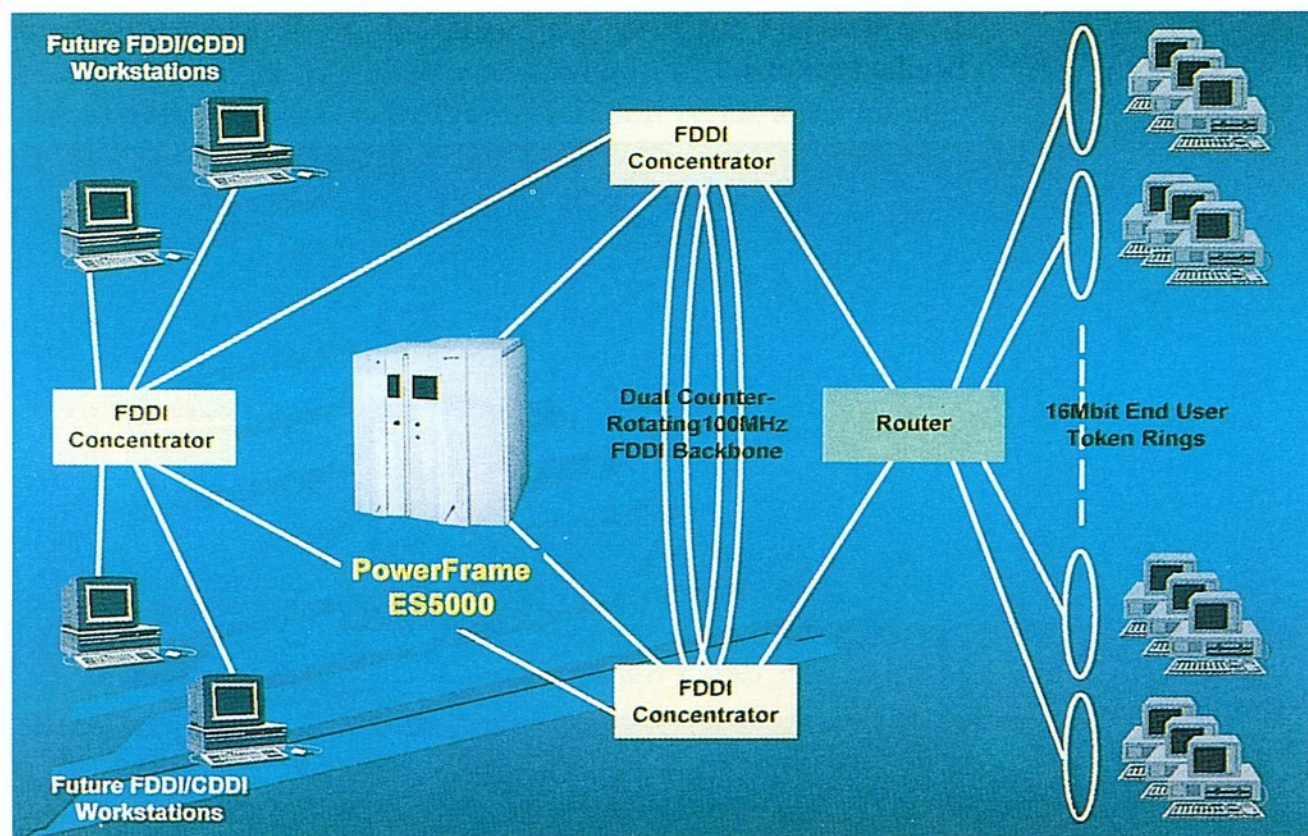 Future FDDI/CDDI
Workstations
FDDI
Concentrator
FDDI
Concentrator
Dual Counter-
Rotating100MHz
FDDI Backbone
Router
16Mbit End User
Token Rings
PowerFrame
ES5000
FDDI
Concentrator
Future FDDI/CDDI
Workstations